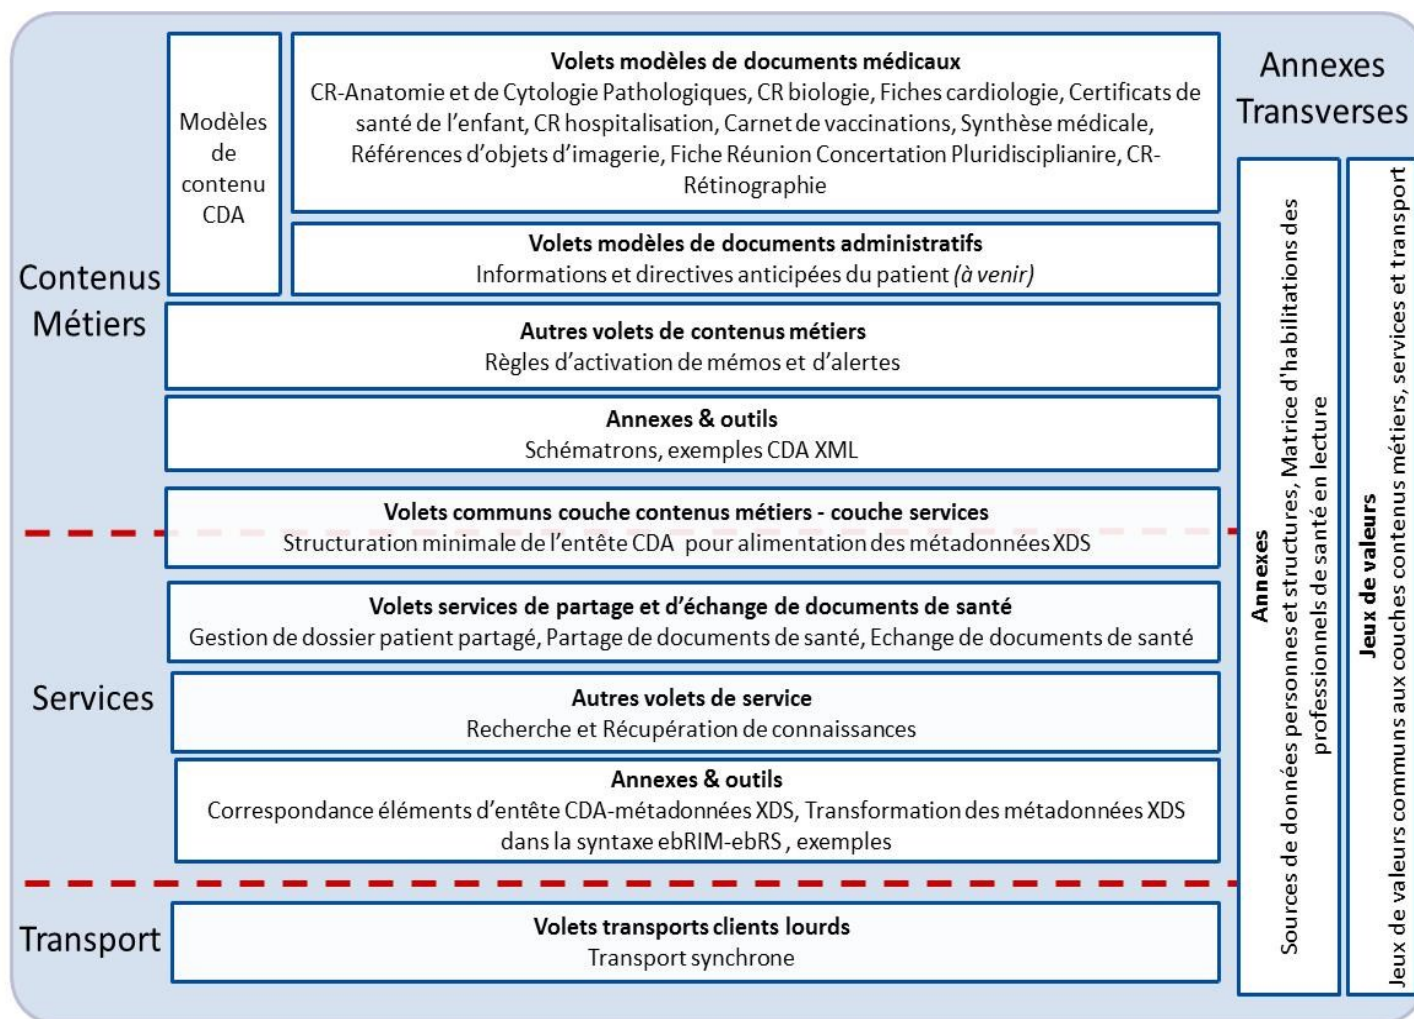 Contenus
Métiers
Modèles
de
contenu
CDA
Volets modèles de documents médicaux
CR-Anatomie et de Cytologie Pathologiques, CR biologie, Fiches cardiologie, Certificats de
santé de l'enfant, CR hospitalisation, Carnet de vaccinations, Synthèse médicale,
Références d'objets d'imagerie, Fiche Réunion Concertation Pluridisciplianire, CR-
Rétinographie
Volets modèles de documents administratifs
Informations et directives anticipées du patient (à venir)
Autres volets de contenus métiers
Règles d'activation de mémos et d'alertes
Annexes & outils
Schématrons, exemples CDA XML
Volets communs couche contenus métiers - couche services
Structuration minimale de l'entête CDA pour alimentation des métadonnées XDS
Services
Volets services de partage et d'échange de documents de santé
Gestion de dossier patient partagé, Partage de documents de santé, Echange de documents de santé
Autres volets de service
Recherche et Récupération de connaissances
Annexes & outils
Correspondance éléments d'entête CDA-métadonnées XDS, Transformation des métadonnées XDS
dans la syntaxe ebRIM-ebRS , exemples
Transport
Volets transports clients lourds
Transport synchrone
Annexes
Transverses
Annexes
Sources de données personnes et structures, Matrice d'habilitations des
professionnels de santé en lecture
Jeux de valeurs
Jeux de valeurs communs aux couches contenus métiers, services et transport